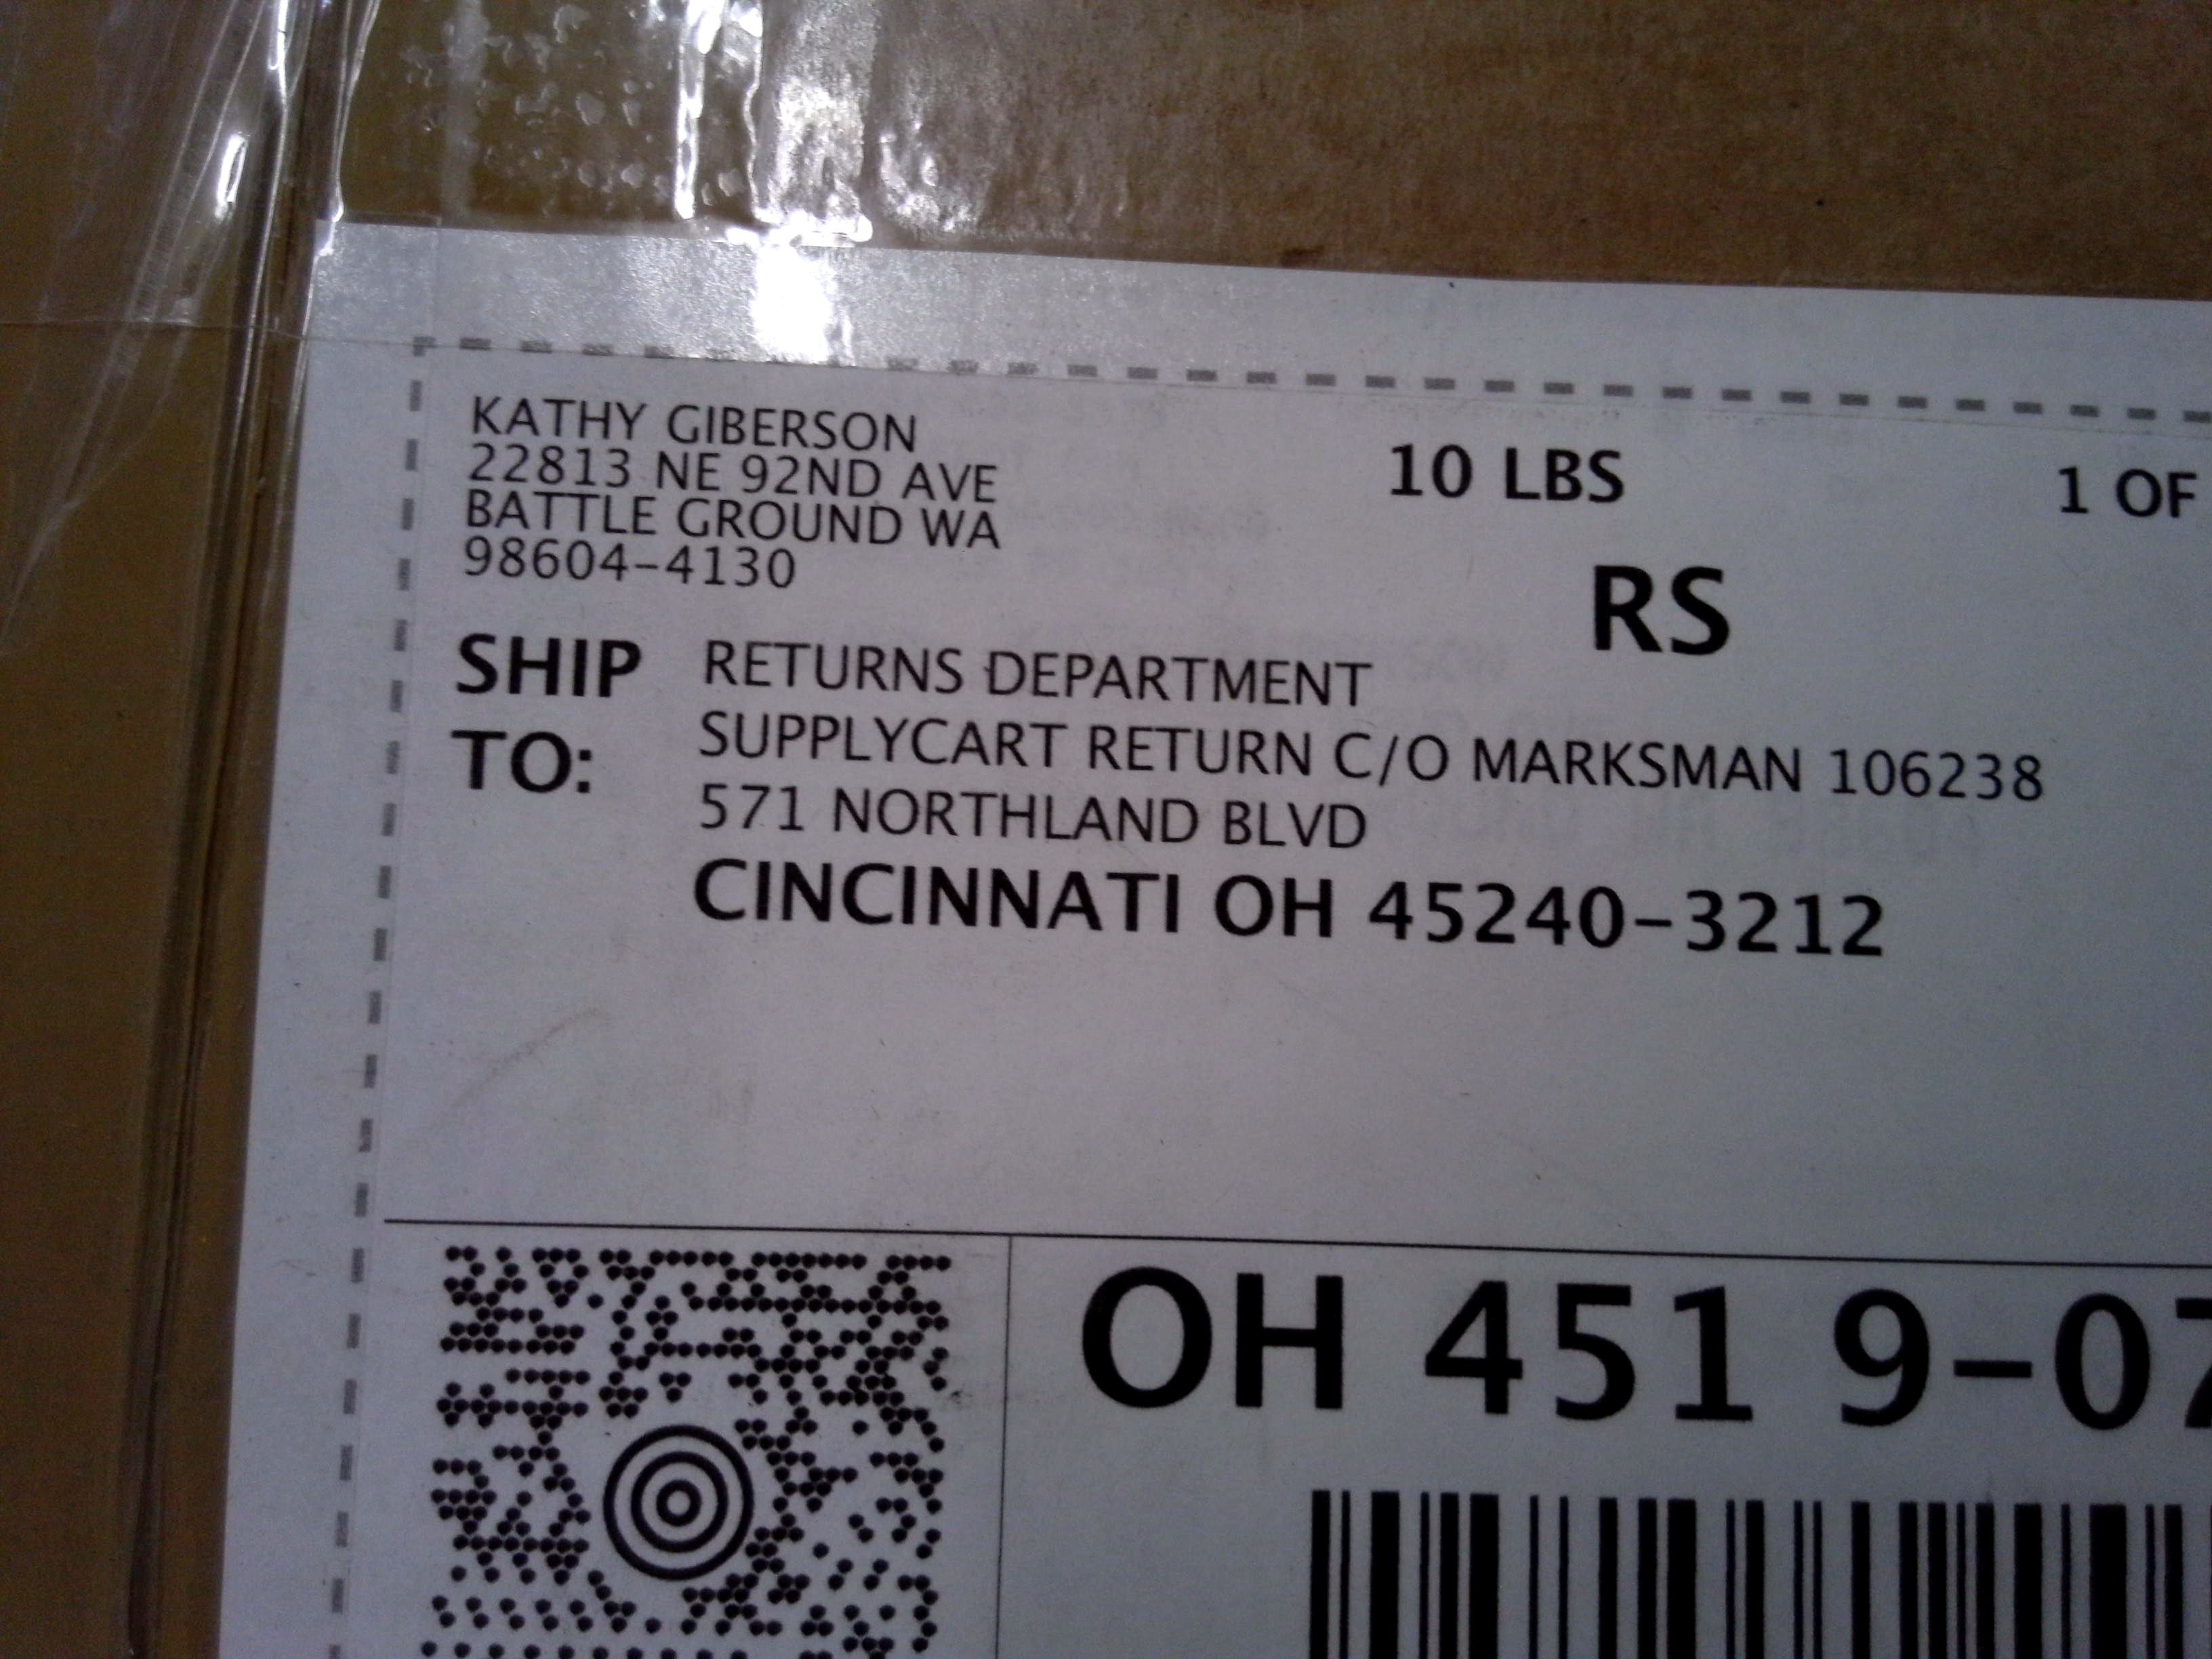 KATHY GIBERSON
22813 NE 92ND AVE
BATTLE GROUND WA
98604-4130
10 LBS
1 OF
RS
SHIP TO:
RETURNS DEPARTMENT
SUPPLYCART RETURN C/O MARKSMAN 106238
571 NORTHLAND BLVD
CINCINNATI OH 45240-3212
OH 451 9-07